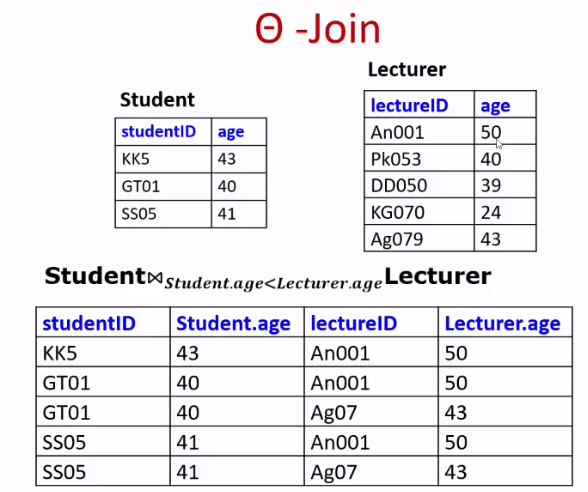 Θ -Join
Student
studentID age
KK5 43
GT01 40
SS05 41
Lecturer
lectureID age
An001 50
Pk053 40
DD050 39
KG070 24
Ag079 43
Student⋈Student.age<Lecturer.ageLecturer
studentID Student.age lectureID Lecturer.age
KK5 43 An001 50
GT01 40 An001 50
GT01 40 Ag07 43
SS05 41 An001 50
SS05 41 Ag07 43